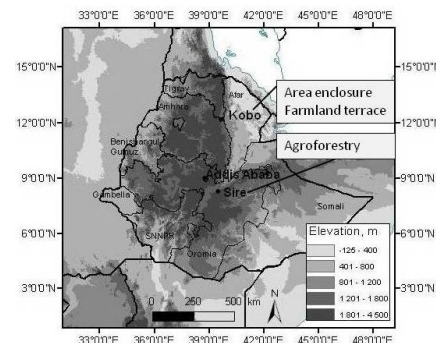 33°0'0"E 36°0'0"E 39°0'0"E 42°0'0"E 45°0'0"E 48°0'0"E
15°0'0"N
12°0'0"N
9°0'0"N
6°0'0"N
3°0'0"N
Tigray
Afar
Amhara
Kobo
Area enclosure
Farmland terrace
Agroforestry
Benishangul
Gumuz
Addis Ababa
Sire
Gambella
Somali
SNNPR
Oromia
Elevation, m
-125 - 400
401 - 800
801 - 1 200
1 201 - 1 800
1 801 - 4 500
0 250 500 km
N
15°0'0"N
12°0'0"N
9°0'0"N
6°0'0"N
3°0'0"N
33°0'0"E 36°0'0"E 39°0'0"E 42°0'0"E 45°0'0"E 48°0'0"E